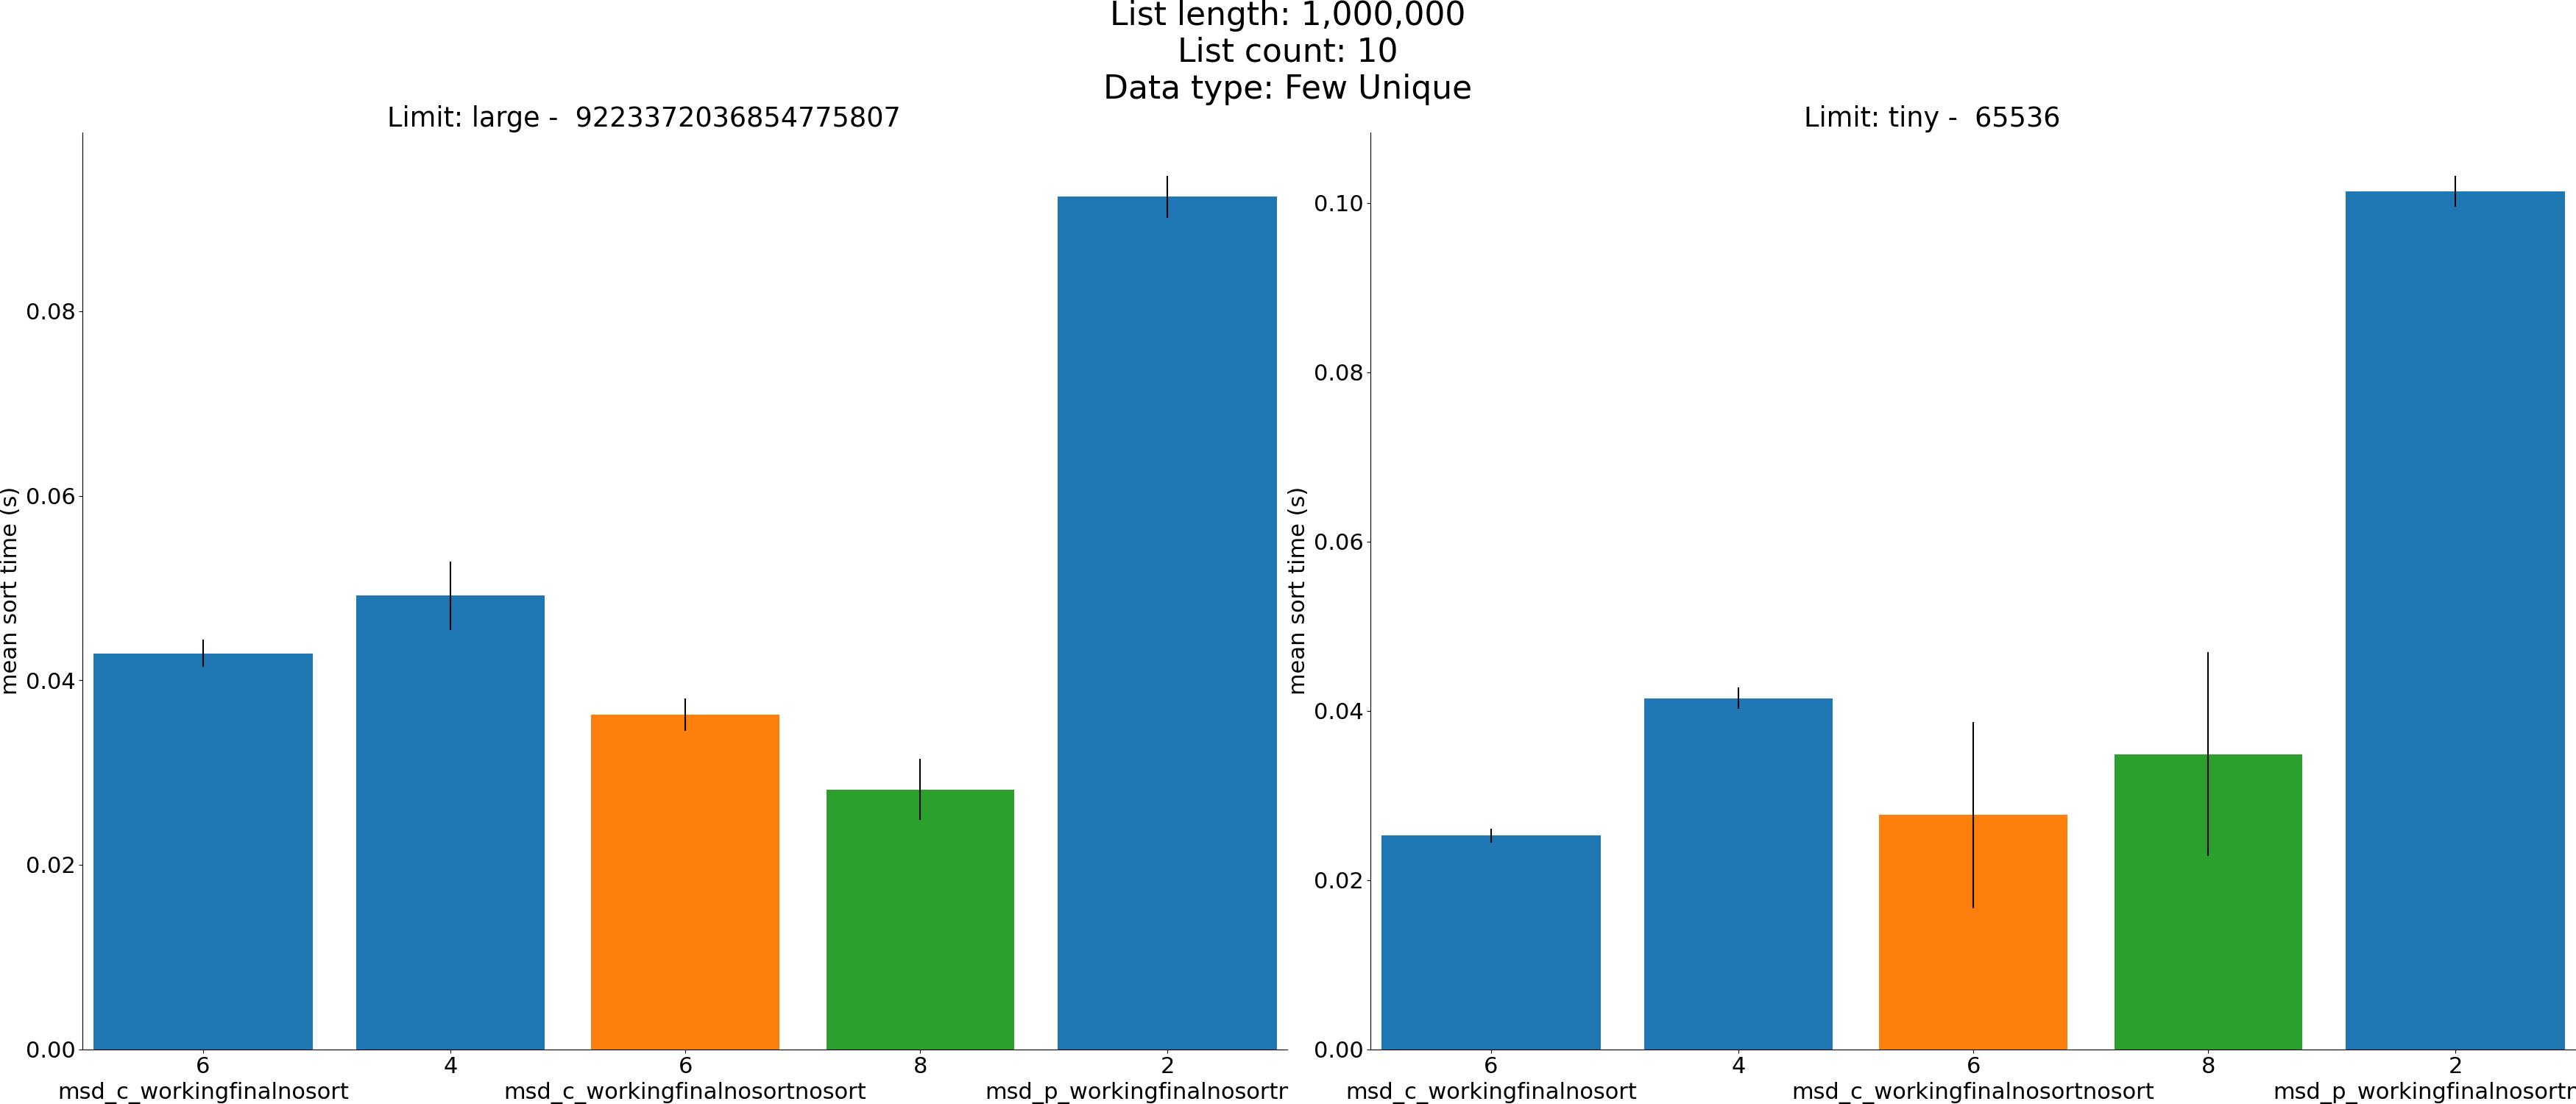 List length: 1,000,000
List count: 10
Data type: Few Unique
Limit: large -  9223372036854775807
mean sort time (s)
0.08
0.06
0.04
0.02
0.00
6
4
6
8
2
msd_c_workingfinalnosort
msd_c_workingfinalnosortnosort
msd_p_workingfinalnosortr
Limit: tiny -  65536
mean sort time (s)
0.10
0.08
0.06
0.04
0.02
0.00
6
4
6
8
2
msd_c_workingfinalnosort
msd_c_workingfinalnosortnosort
msd_p_workingfinalnosortr